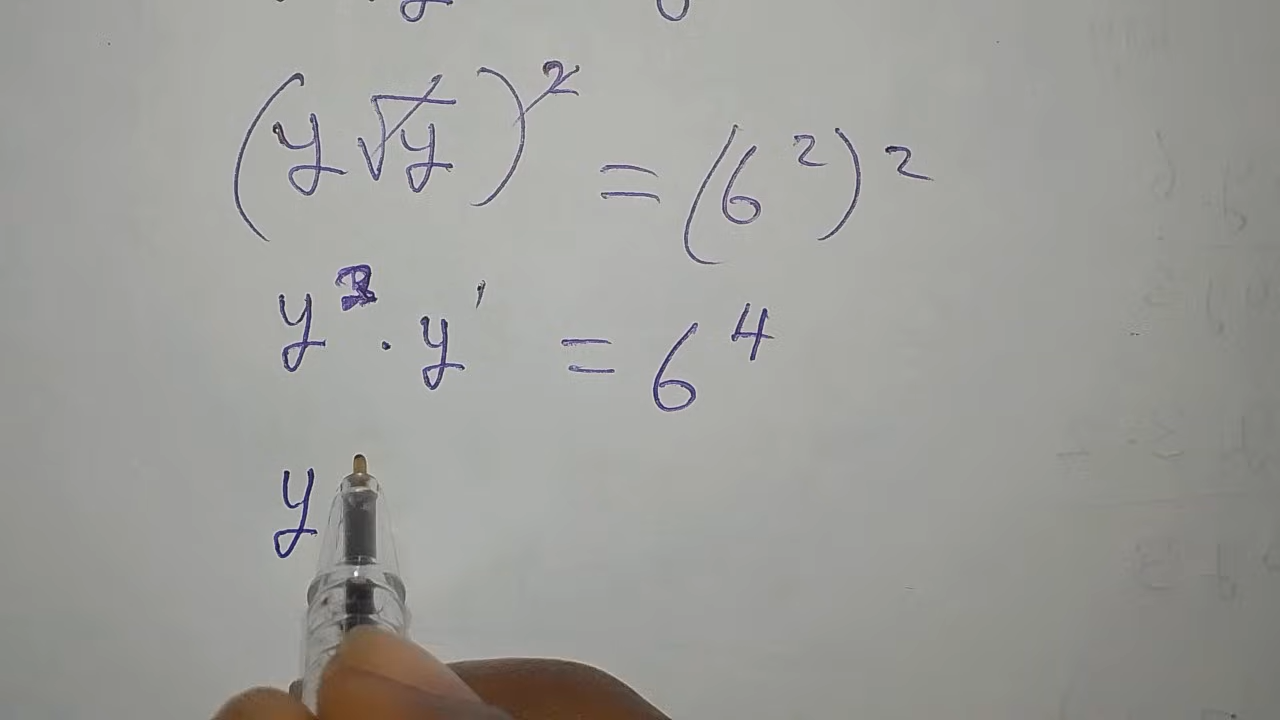 (y√y)² = (6²)²
y² · y¹ = 6⁴
y